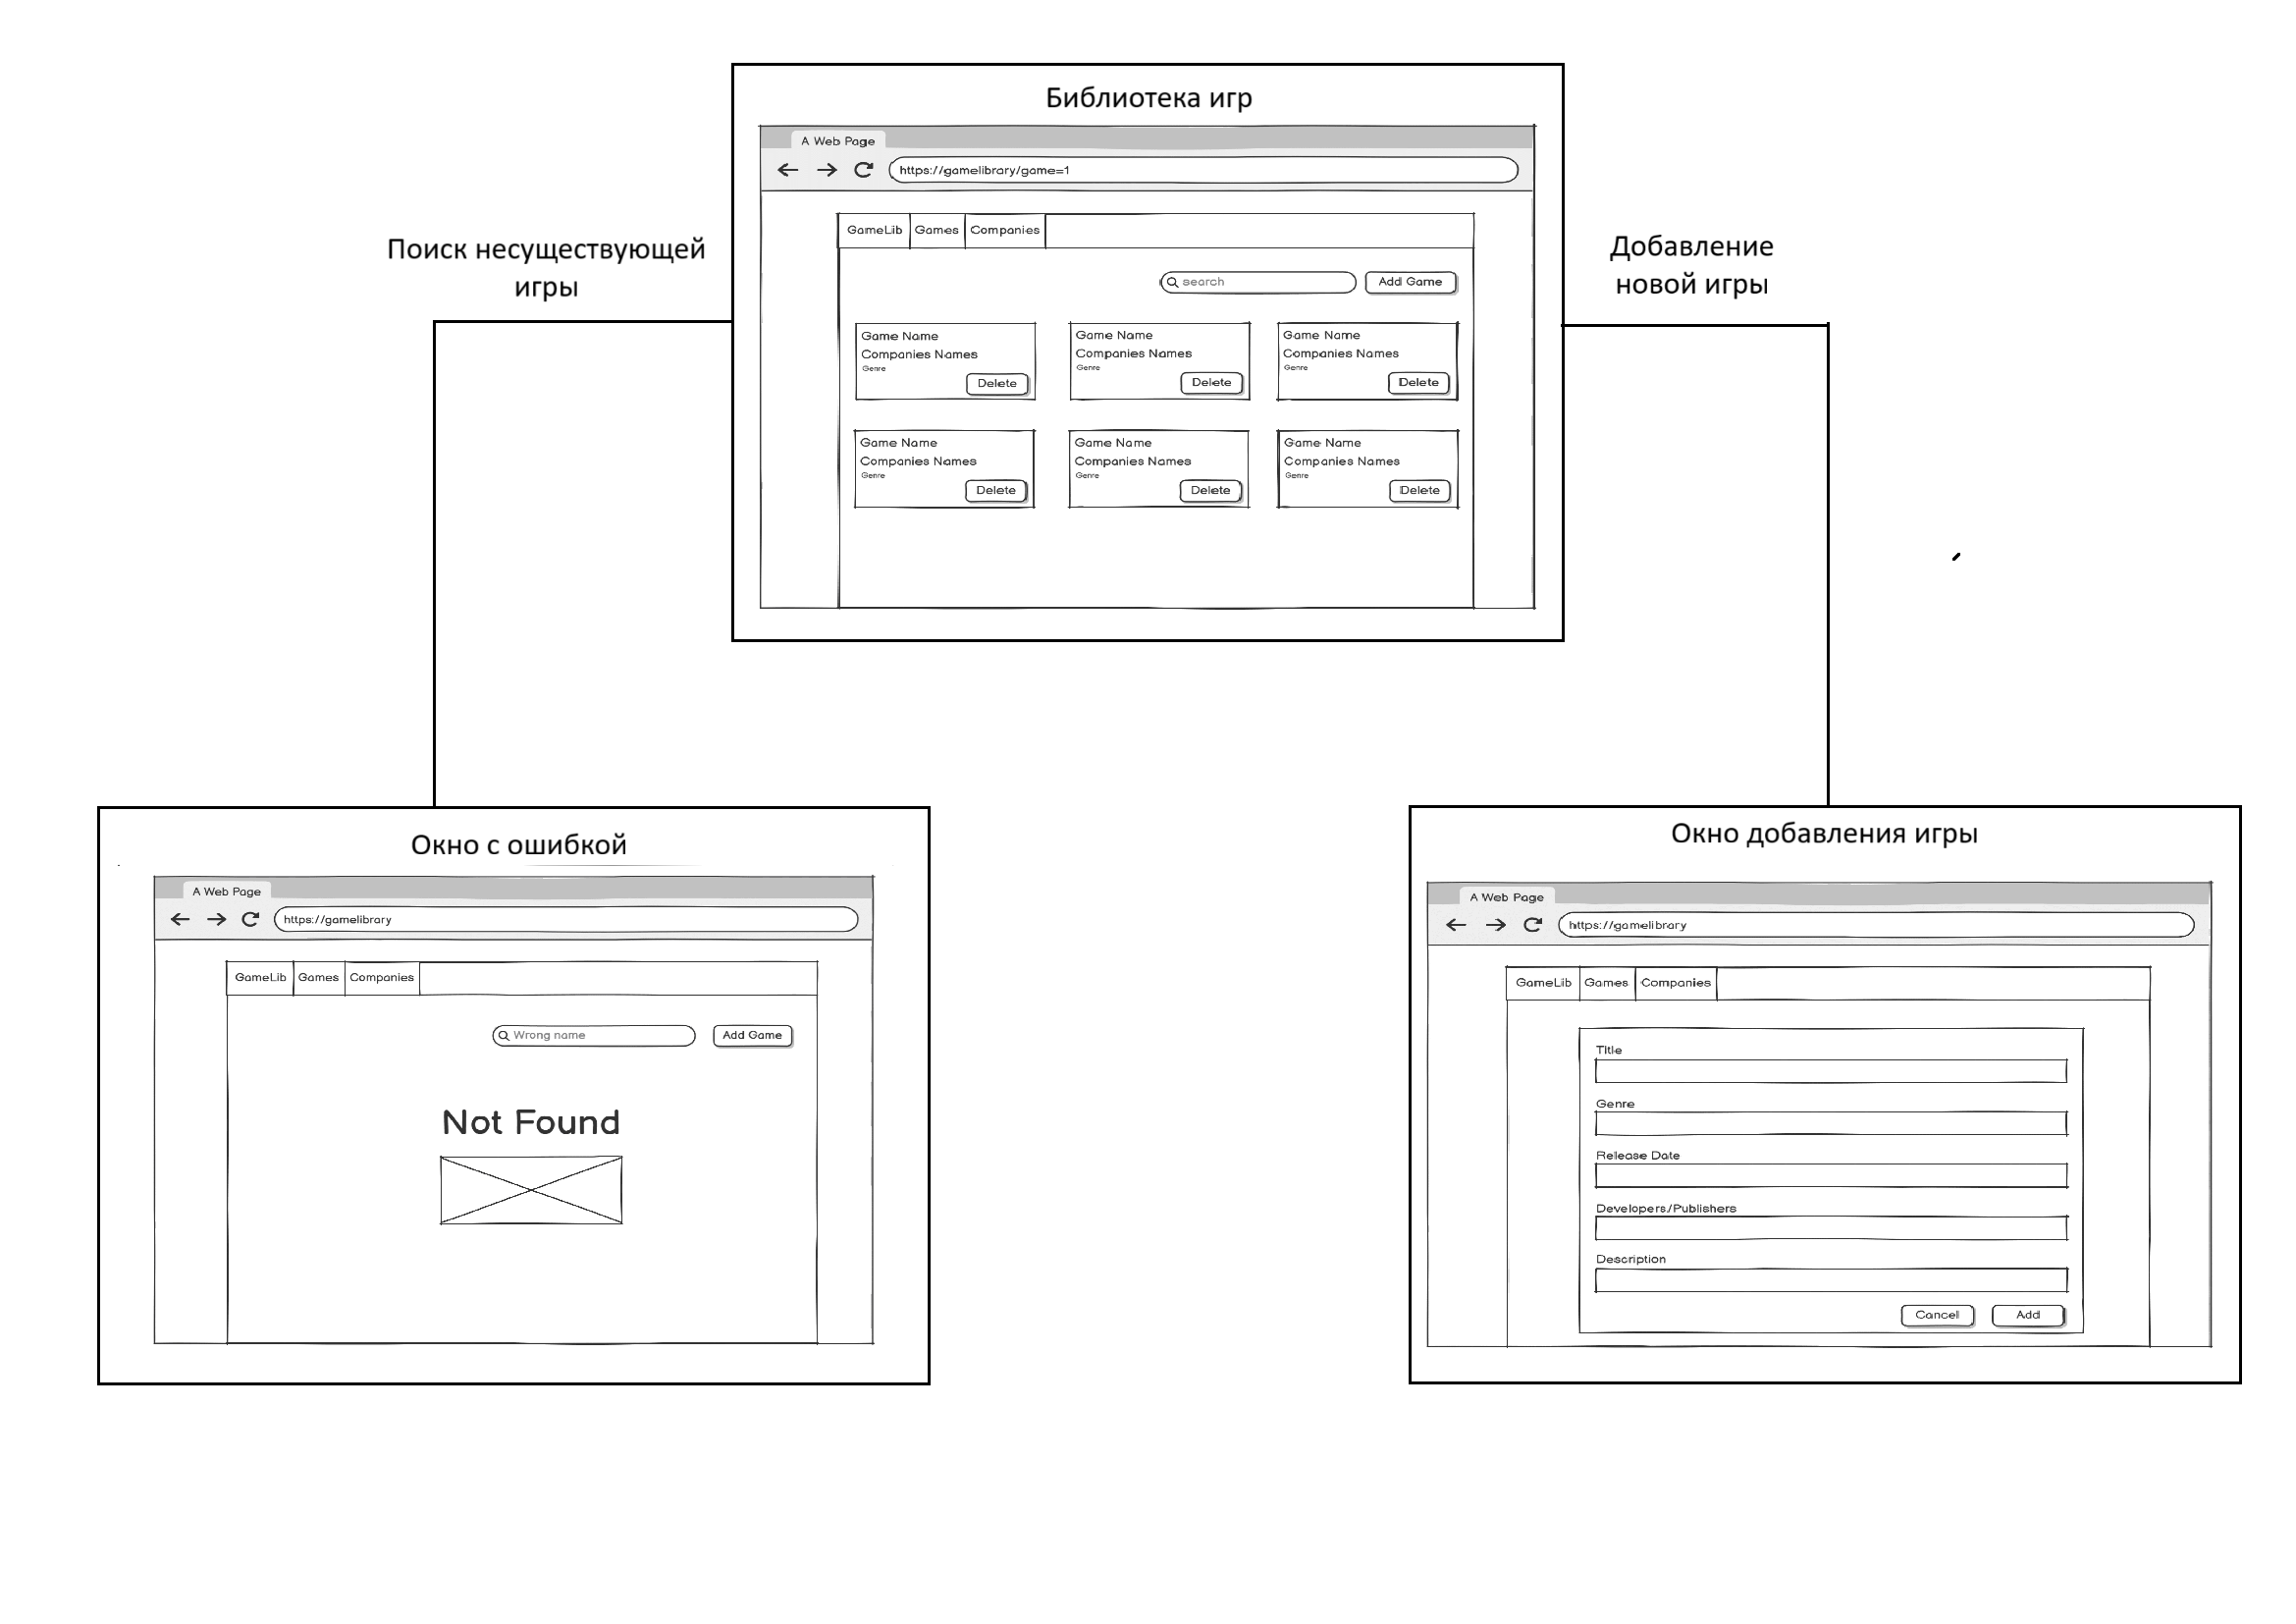 Библиотека игр
A Web Page
https://gamelibrary/game=1
GameLib Games Companies
search Add Game
Game Name
Companies Names
Genre
Delete
Game Name
Companies Names
Genre
Delete
Game Name
Companies Names
Genre
Delete
Game Name
Companies Names
Genre
Delete
Game Name
Companies Names
Genre
Delete
Game Name
Companies Names
Genre
Delete
Поиск несуществующей
игры
Добавление
новой игры
Окно с ошибкой
A Web Page
https://gamelibrary
GameLib Games Companies
Wrong name Add Game
Not Found
Окно добавления игры
A Web Page
https://gamelibrary
GameLib Games Companies
Title
Genre
Release Date
Developers/Publishers
Description
Cancel Add